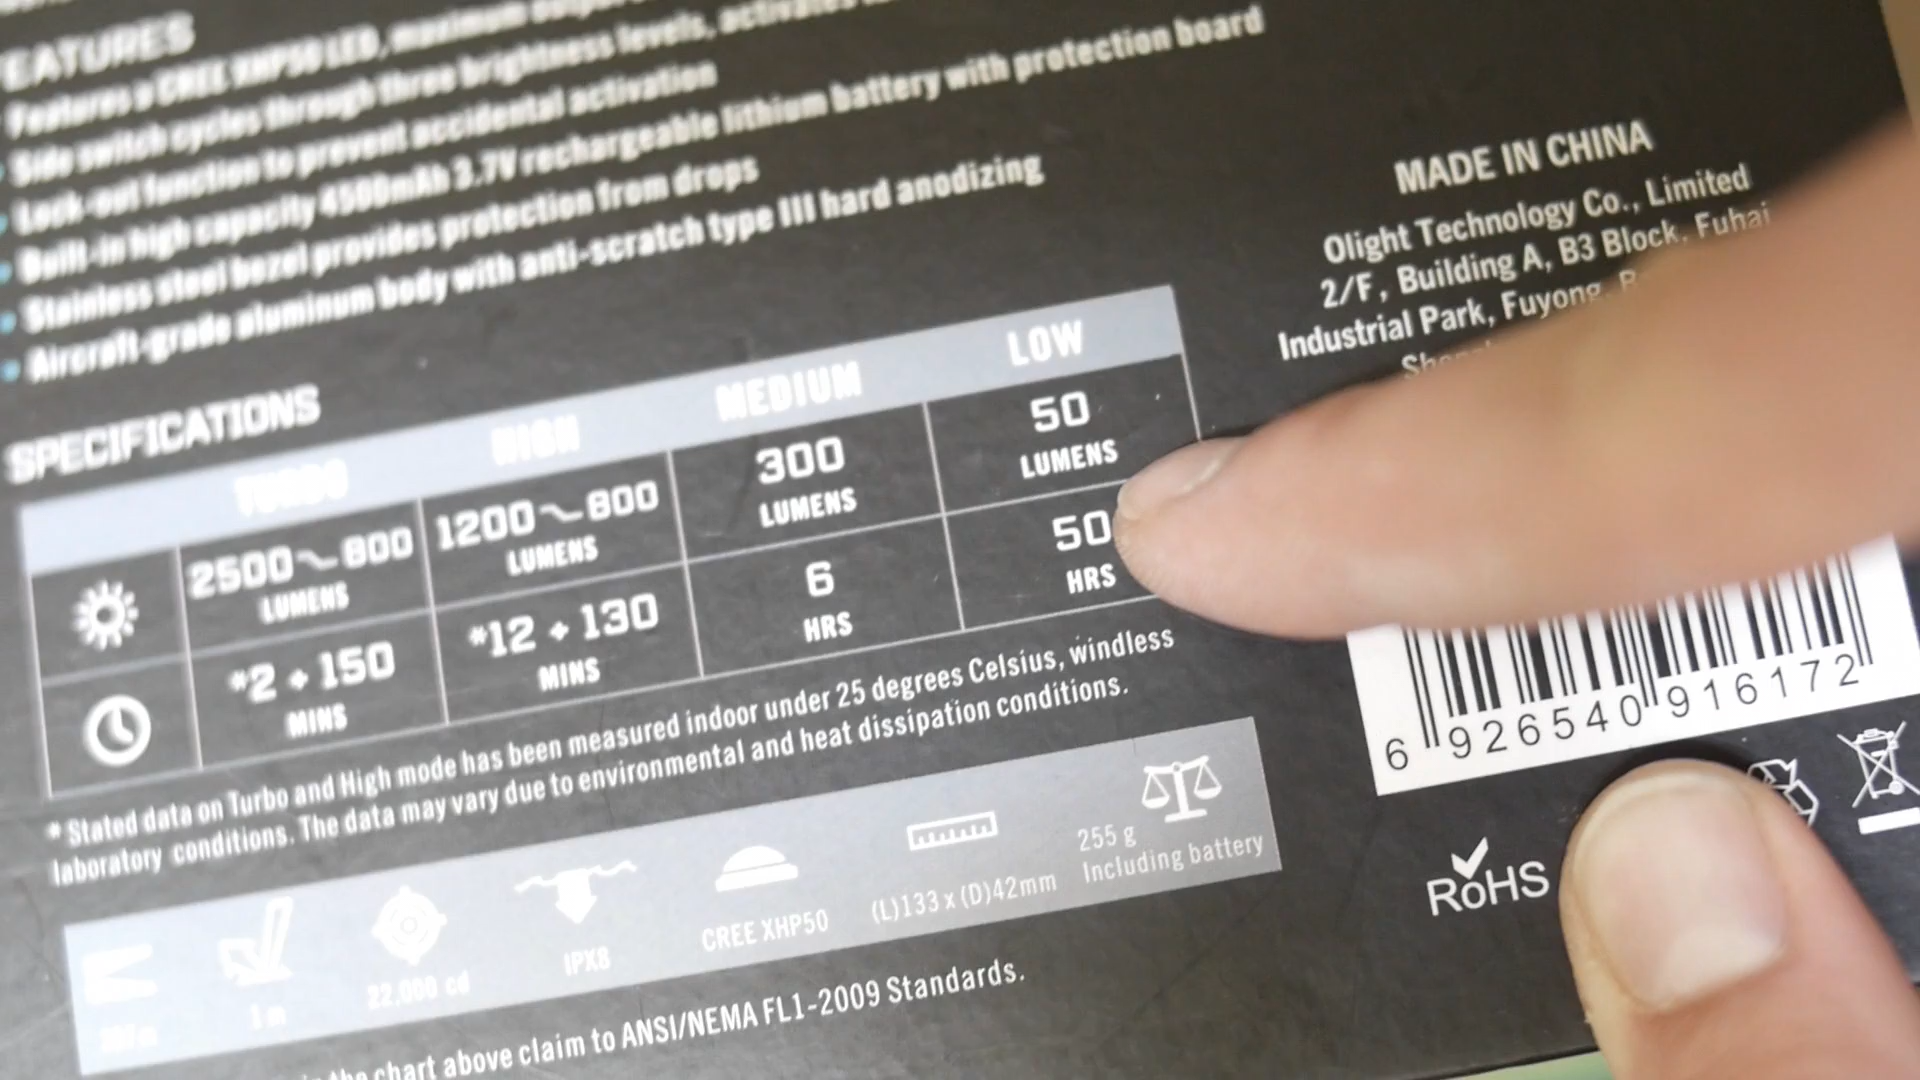 FEATURES
Features a CREE XHP50 LED, maximum output
Side switch cycles through three brightness levels, activates
Lock-out function to prevent accidental activation
Built-in high capacity 4500mAh 3.7V rechargeable lithium battery with protection board
Stainless steel bezel provides protection from drops
Aircraft-grade aluminum body with anti-scratch type III hard anodizing
SPECIFICATIONS
TURBO HIGH MEDIUM LOW
2500~800 LUMENS 1200~800 LUMENS 300 LUMENS 50 LUMENS
*2 + 150 MINS *12 + 130 MINS 6 HRS 50 HRS
* Stated data on Turbo and High mode has been measured indoor under 25 degrees Celsius, windless
laboratory conditions. The data may vary due to environmental and heat dissipation conditions.
1m 22,000 cd IPX8 CREE XHP50 (L)133 x (D)42mm 255 g Including battery
in the chart above claim to ANSI/NEMA FL1-2009 Standards.
MADE IN CHINA
Olight Technology Co., Limited
2/F, Building A, B3 Block, Fuhai
Industrial Park, Fuyong,
6 926540 916172
RoHS